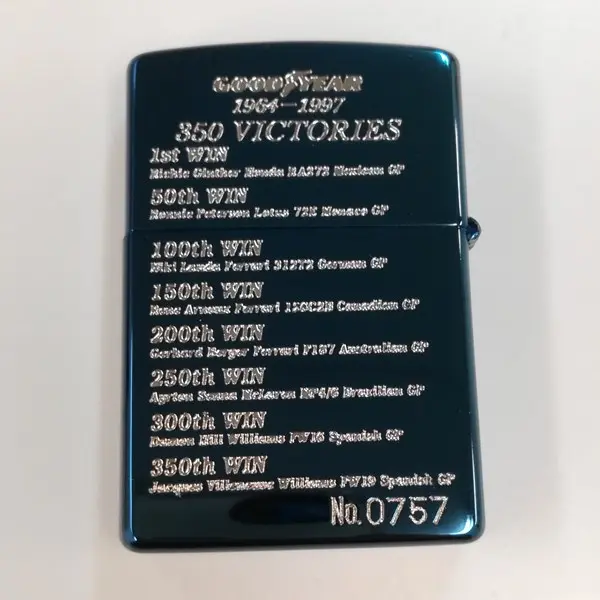 GOODYEAR
1964-1997
350 VICTORIES
1st WIN
Richie Ginther Honda RA272 Mexican GP
50th WIN
Ronnie Peterson Lotus 72E Monaco GP
100th WIN
Niki Lauda Ferrari 312T2 German GP
150th WIN
Rene Arnoux Ferrari 126C2B Canadian GP
200th WIN
Gerhard Berger Ferrari F187 Australian GP
250th WIN
Ayrton Senna McLaren MP4/6 Brazilian GP
300th WIN
Damon Hill Williams FW16 Spanish GP
350th WIN
Jacques Villeneuve Williams FW19 Spanish GP
No.0757